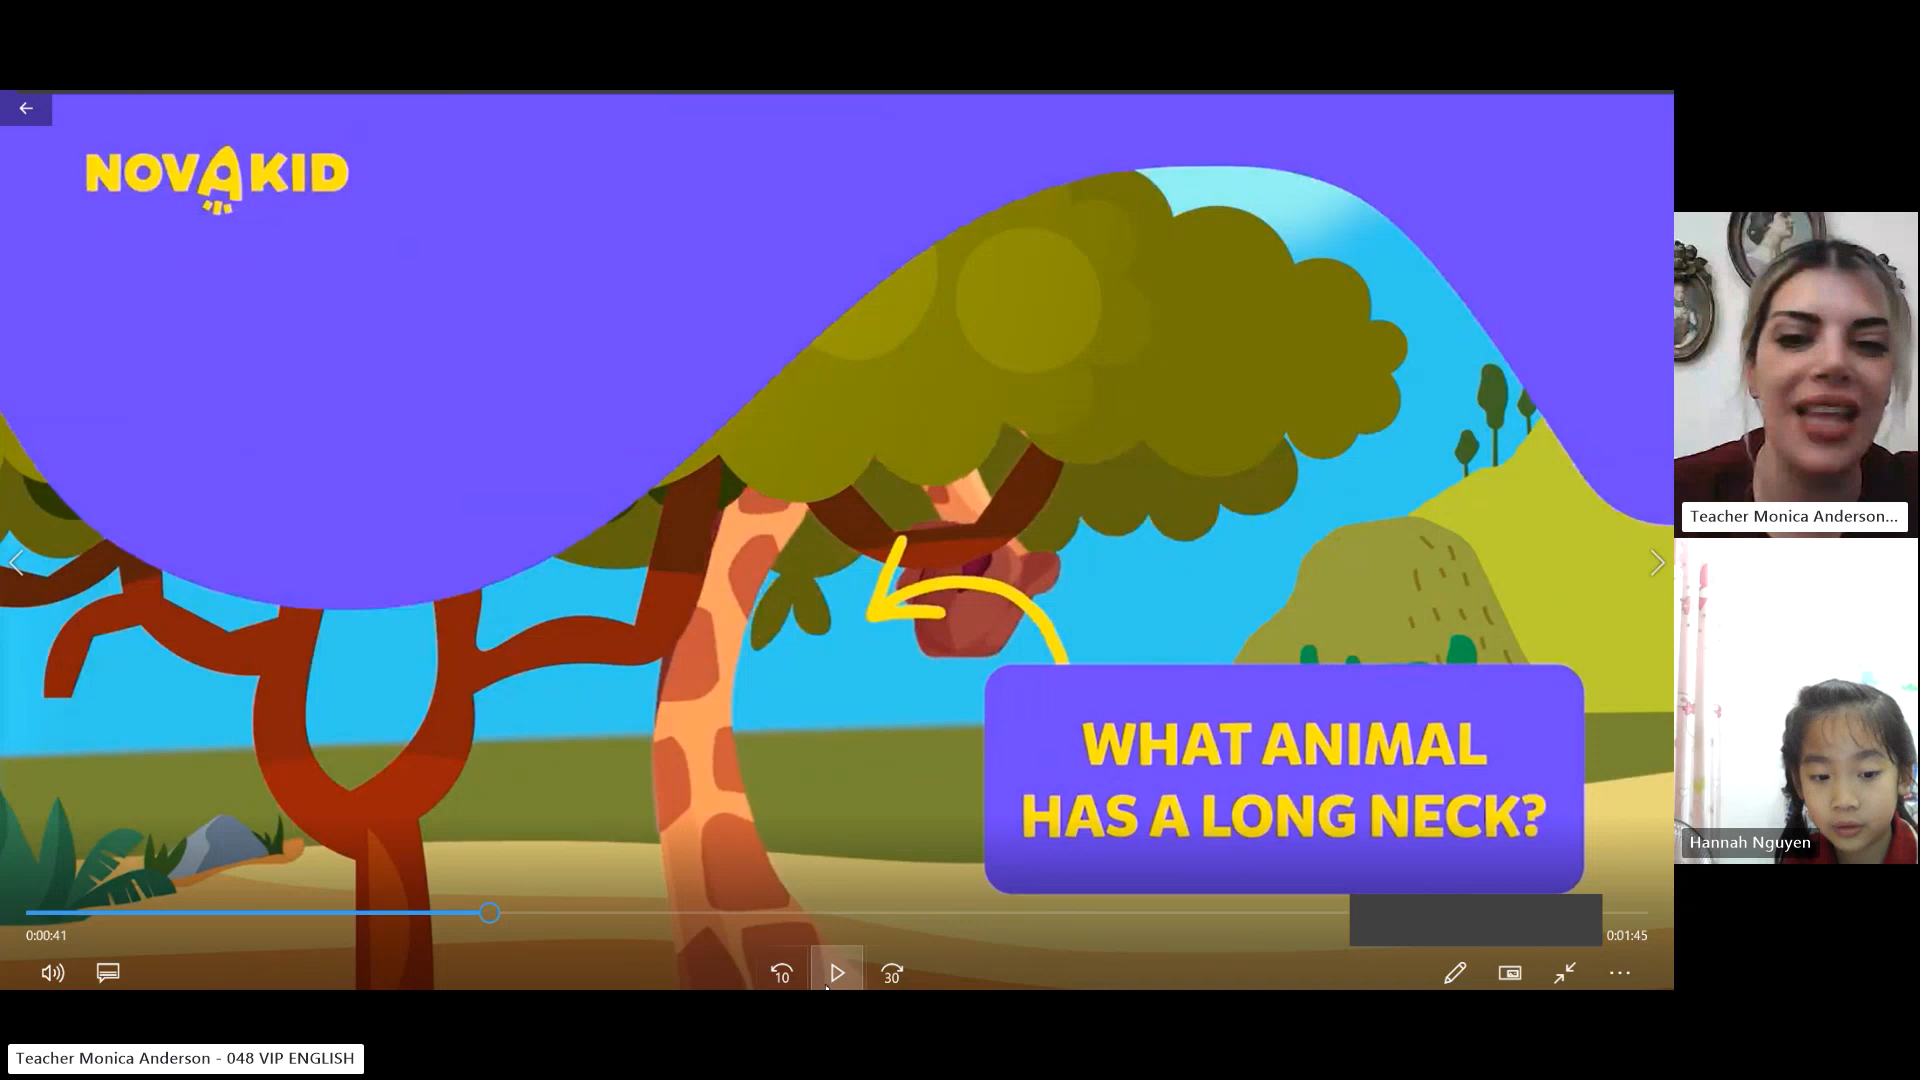 NOVAKID
WHAT ANIMAL
HAS A LONG NECK?
0:00:41
0:01:45
10
30
Teacher Monica Anderson...
Hannah Nguyen
Teacher Monica Anderson - 048 VIP ENGLISH